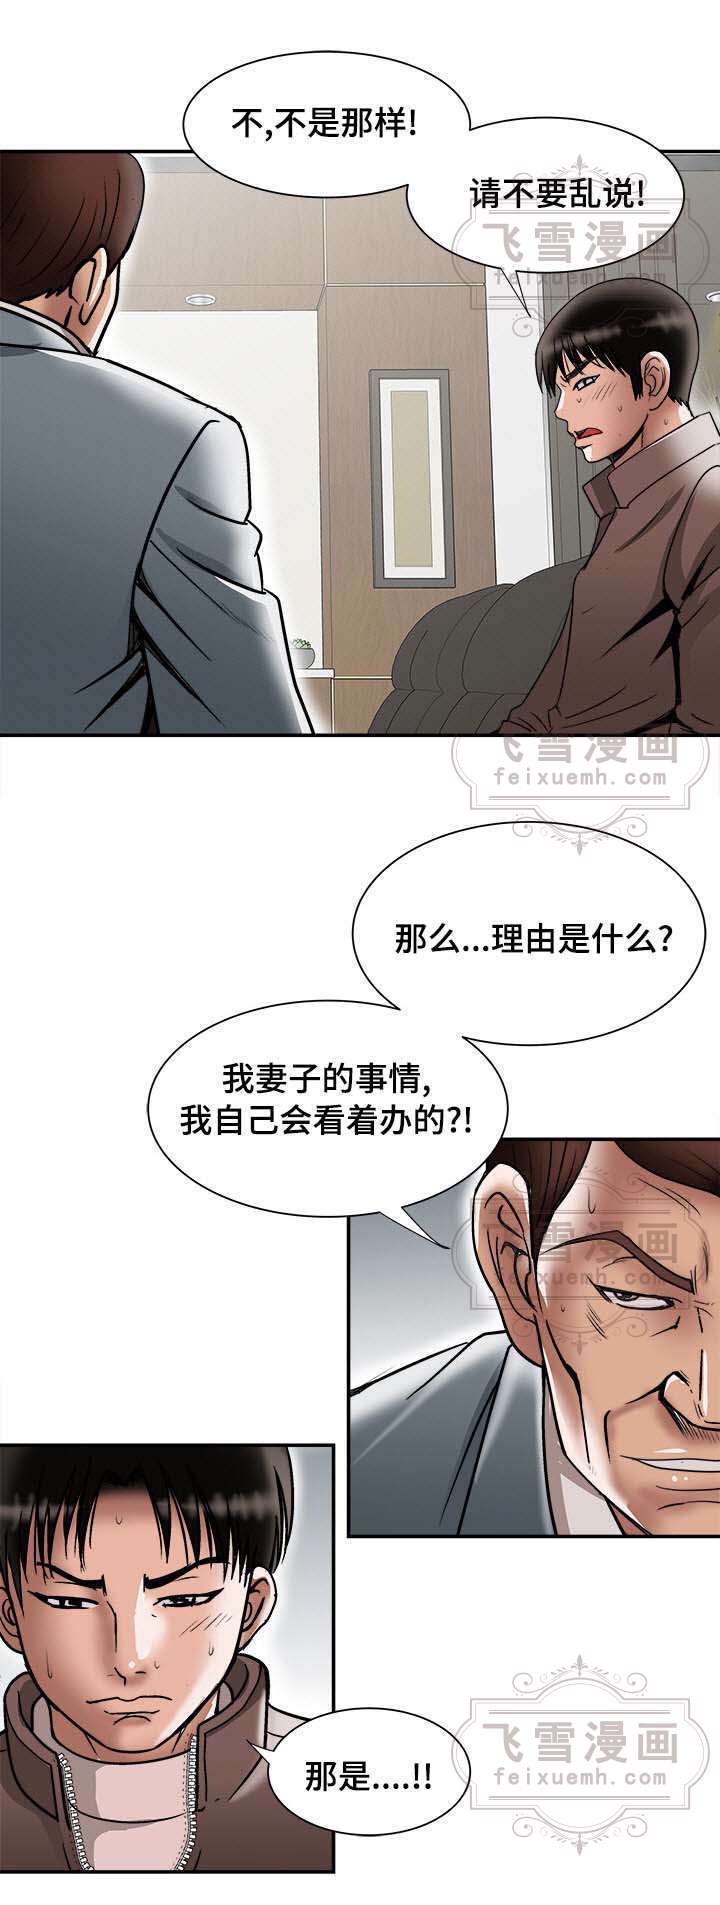 不,不是那样!
请不要乱说!
飞雪漫画
feixuemh.com
飞雪漫画
feixuemh.com
那么...理由是什么?
我妻子的事情,
我自己会看着办的?!
飞雪漫画
feixuemh.com
那是....!!
飞雪漫画
feixuemh.com